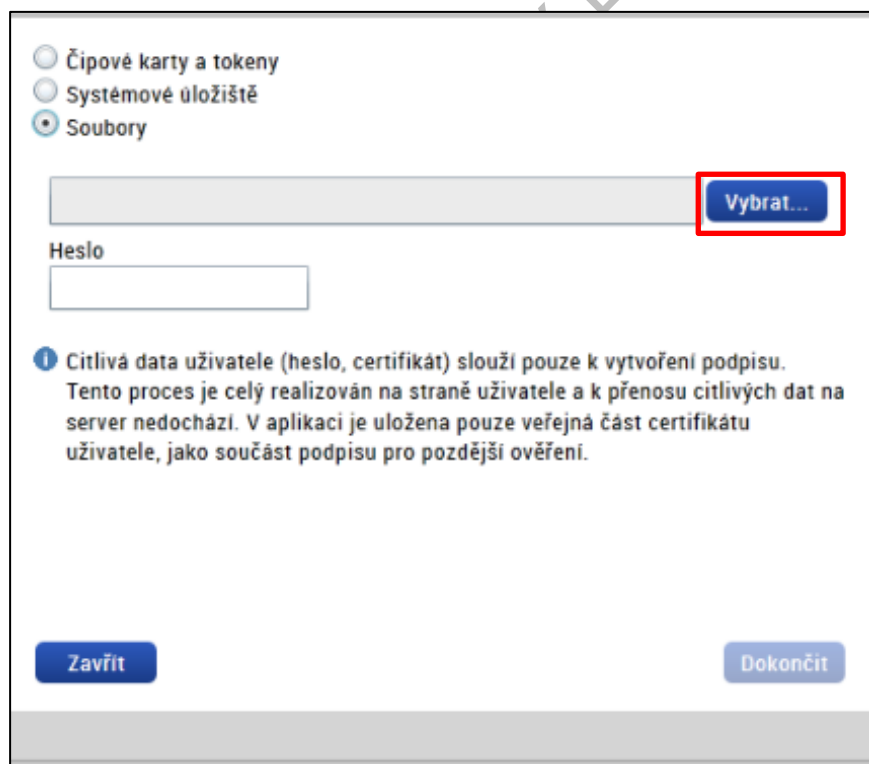 Čipové karty a tokeny
Systémové úložiště
Soubory
Vybrat...
Heslo
Citlivá data uživatele (heslo, certifikát) slouží pouze k vytvoření podpisu.
Tento proces je celý realizován na straně uživatele a k přenosu citlivých dat na
server nedochází. V aplikaci je uložena pouze veřejná část certifikátu
uživatele, jako součást podpisu pro pozdější ověření.
Zavřít
Dokončit